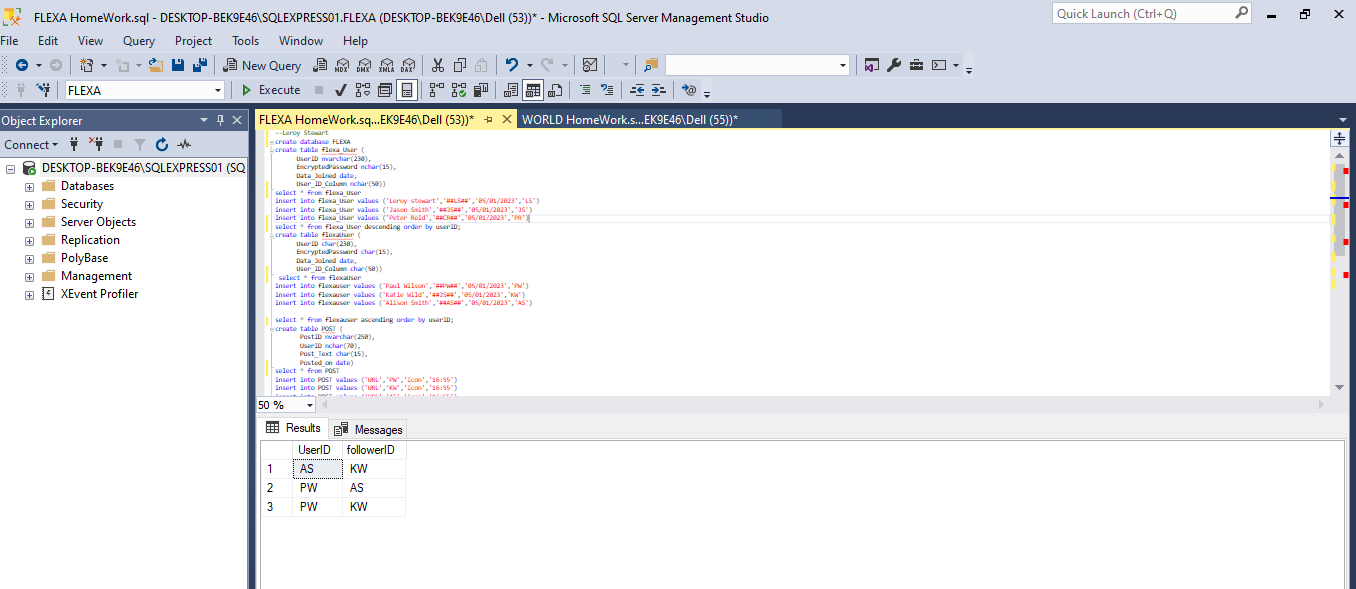 FLEXA HomeWork.sql - DESKTOP-BEK9E46\SQLEXPRESS01.FLEXA (DESKTOP-BEK9E46\Dell (53))* - Microsoft SQL Server Management Studio
Quick Launch (Ctrl+Q)
File Edit View Query Project Tools Window Help
New Query
MDX DMX XMLA DAX
FLEXA
Execute
Object Explorer
FLEXA HomeWork.sq...EK9E46\Dell (53))*
WORLD HomeWork.s...EK9E46\Dell (55))*
Connect
DESKTOP-BEK9E46\SQLEXPRESS01 (SQ
Databases
Security
Server Objects
Replication
PolyBase
Management
XEvent Profiler
--Leroy Stewart
create database FLEXA
create table flexa_User (
UserID nvarchar(230),
EncryptedPassword nchar(15),
Data_Joined date,
User_ID_Column nchar(50))
select * from flexa_User
insert into flexa_User values ('Leroy stewart','##LS##','05/01/2023','LS')
insert into flexa_User values ('Jason Smith','##JS##','05/01/2023','JS')
insert into flexa_User values ('Peter Reid','##CR##','05/01/2023','PR')
select * from flexa_User descending order by userID;
create table flexaUser (
UserID char(230),
EncryptedPassword char(15),
Data_Joined date,
User_ID_Column char(50))
select * from flexaUser
insert into flexauser values ('Paul Wilson','##PW##','05/01/2023','PW')
insert into flexauser values ('Katie Wild','##JS##','05/01/2023','KW')
insert into flexauser values ('Alison Smith','##AS##','05/01/2023','AS')
select * from flexauser ascending order by userID;
create table POST (
PostID nvarchar(250),
UserID nchar(70),
Post_Text char(15),
Posted_on date)
select * from POST
insert into POST values ('URL','PW','Icon','16:55')
insert into POST values ('URL','KW','Icon','16:55')
50 %
Results Messages
UserID followerID
1 AS KW
2 PW AS
3 PW KW